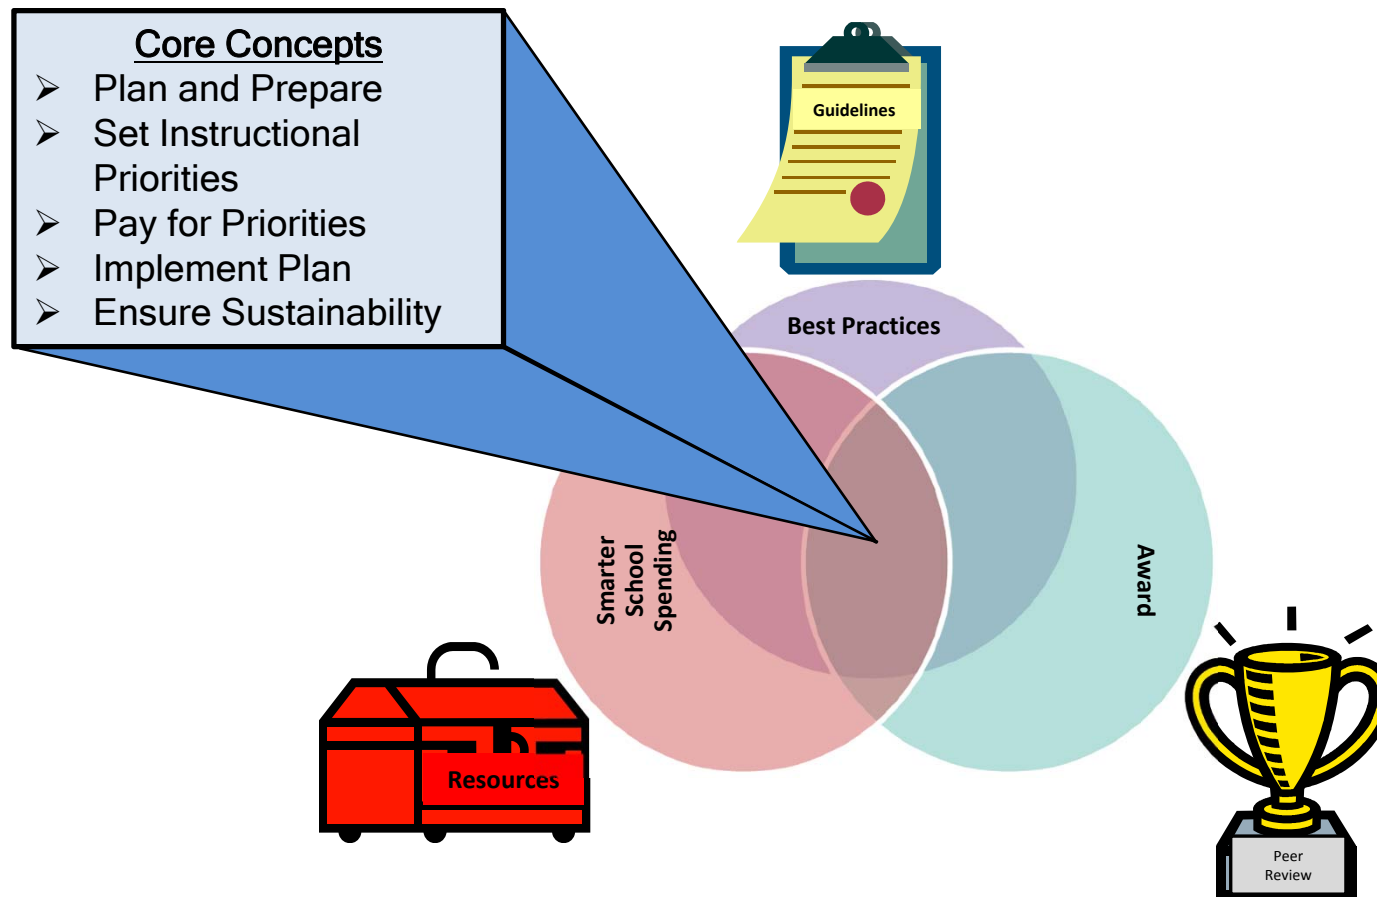 Core Concepts
➢ Plan and Prepare
➢ Set Instructional
Priorities
➢ Pay for Priorities
➢ Implement Plan
➢ Ensure Sustainability
Guidelines
Best Practices
Smarter
School
Spending
Award
Resources
Peer
Review